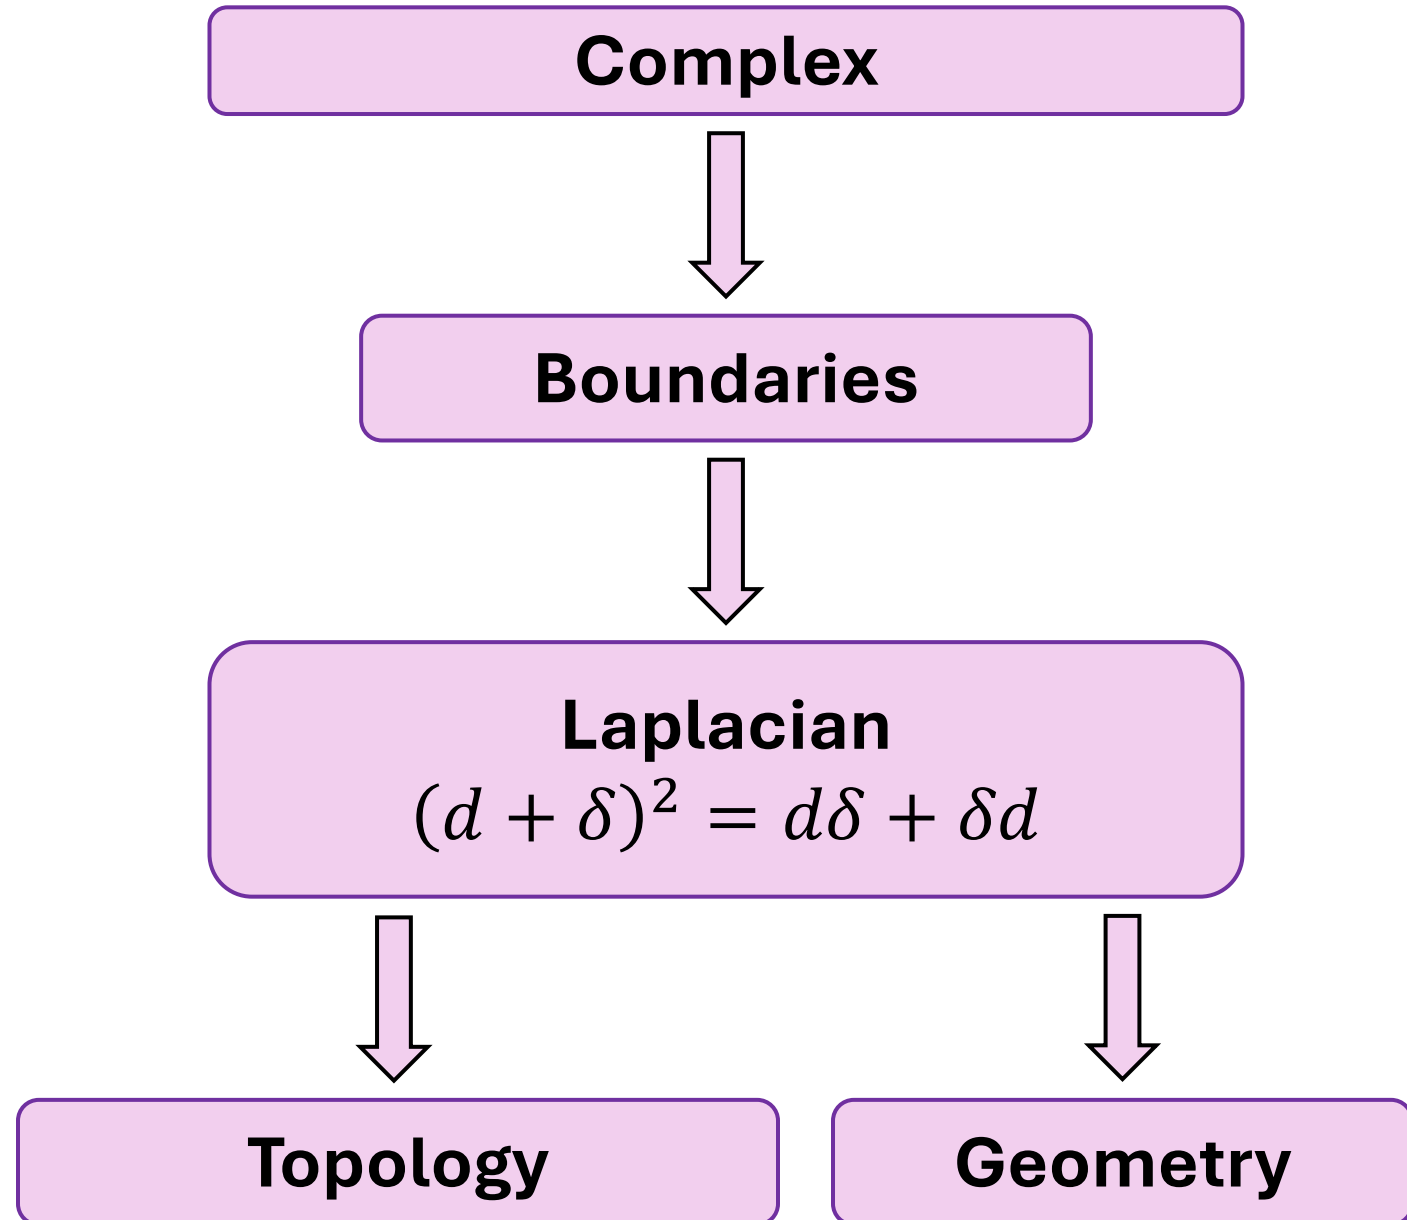 Complex
Boundaries
Laplacian
(𝑑 + 𝛿)² = 𝑑𝛿 + 𝛿𝑑
Topology
Geometry